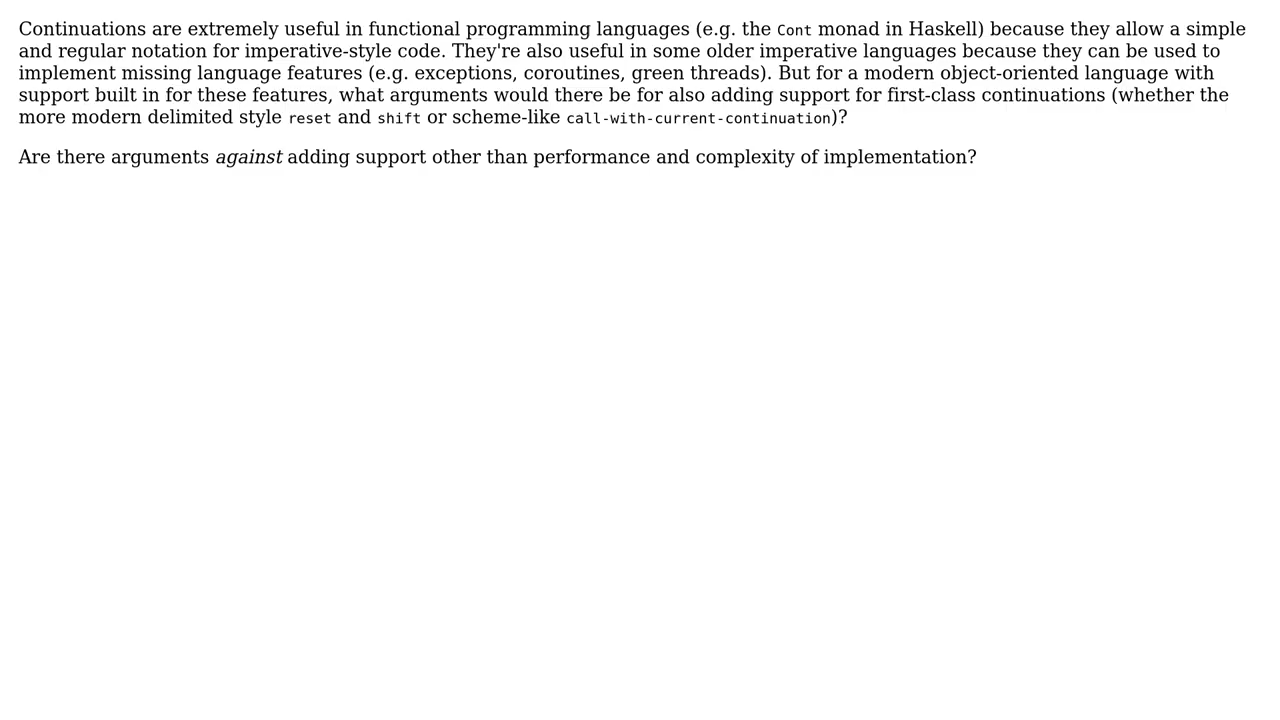 Continuations are extremely useful in functional programming languages (e.g. the Cont monad in Haskell) because they allow a simple
and regular notation for imperative-style code. They're also useful in some older imperative languages because they can be used to
implement missing language features (e.g. exceptions, coroutines, green threads). But for a modern object-oriented language with
support built in for these features, what arguments would there be for also adding support for first-class continuations (whether the
more modern delimited style reset and shift or scheme-like call-with-current-continuation)?
Are there arguments against adding support other than performance and complexity of implementation?